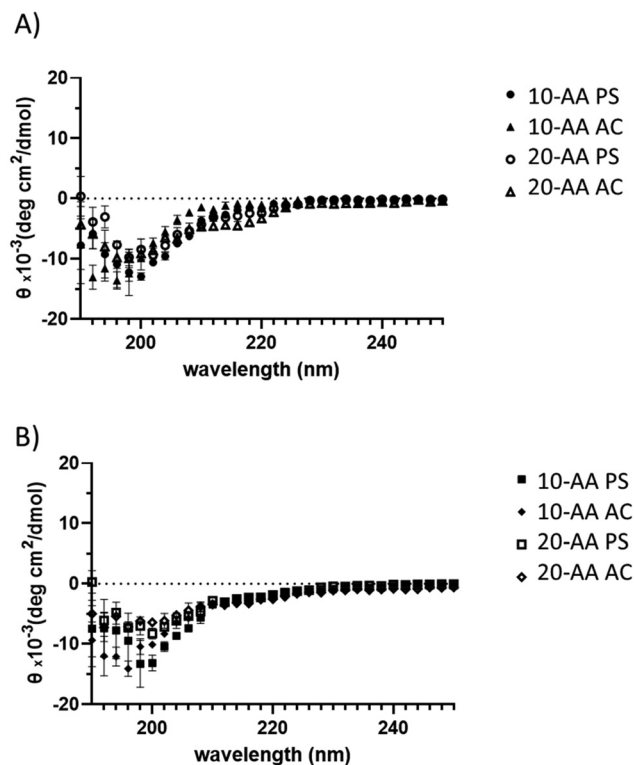 A)
20
10
0
-10
-20
θ x10-3(deg cm2/dmol)
200
220
240
wavelength (nm)
10-AA PS
10-AA AC
20-AA PS
20-AA AC
B)
20
10
0
-10
-20
θ x10-3(deg cm2/dmol)
200
220
240
wavelength (nm)
10-AA PS
10-AA AC
20-AA PS
20-AA AC